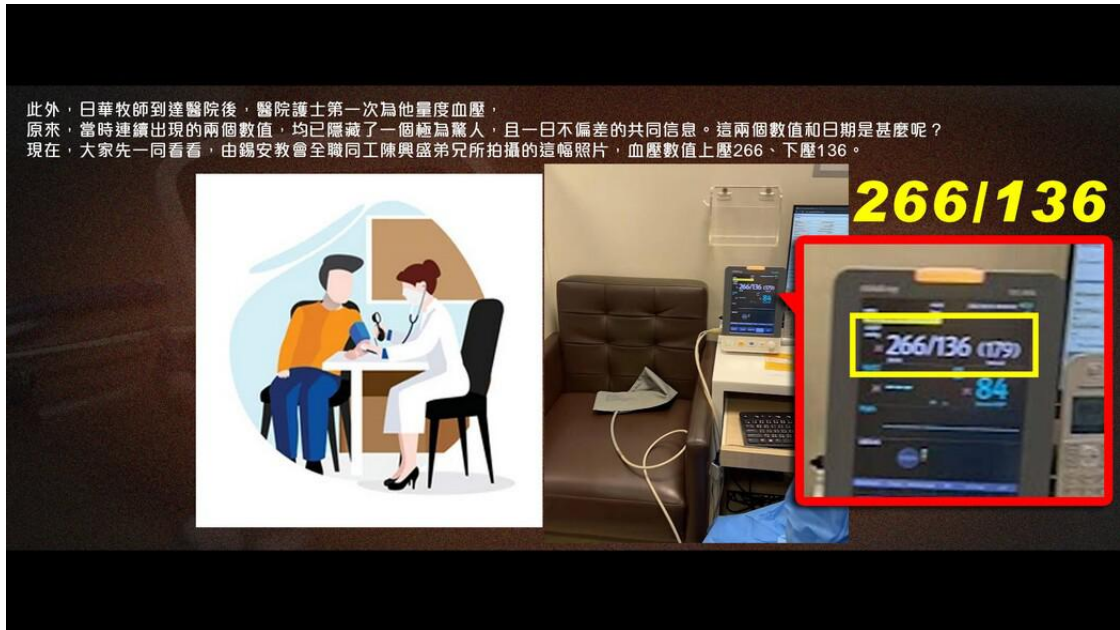 此外，日華牧師到達醫院後，醫院護士第一次為他量度血壓，
原來，當時連續出現的兩個數值，均已隱藏了一個極為驚人，且一日不偏差的共同信息。這兩個數值和日期是甚麼呢？
現在，大家先一同看看，由錫安教會全職同工陳興盛弟兄所拍攝的這幅照片，血壓數值上壓266、下壓136。
266/136
266/136 (179)
84
266/136 (179)
84